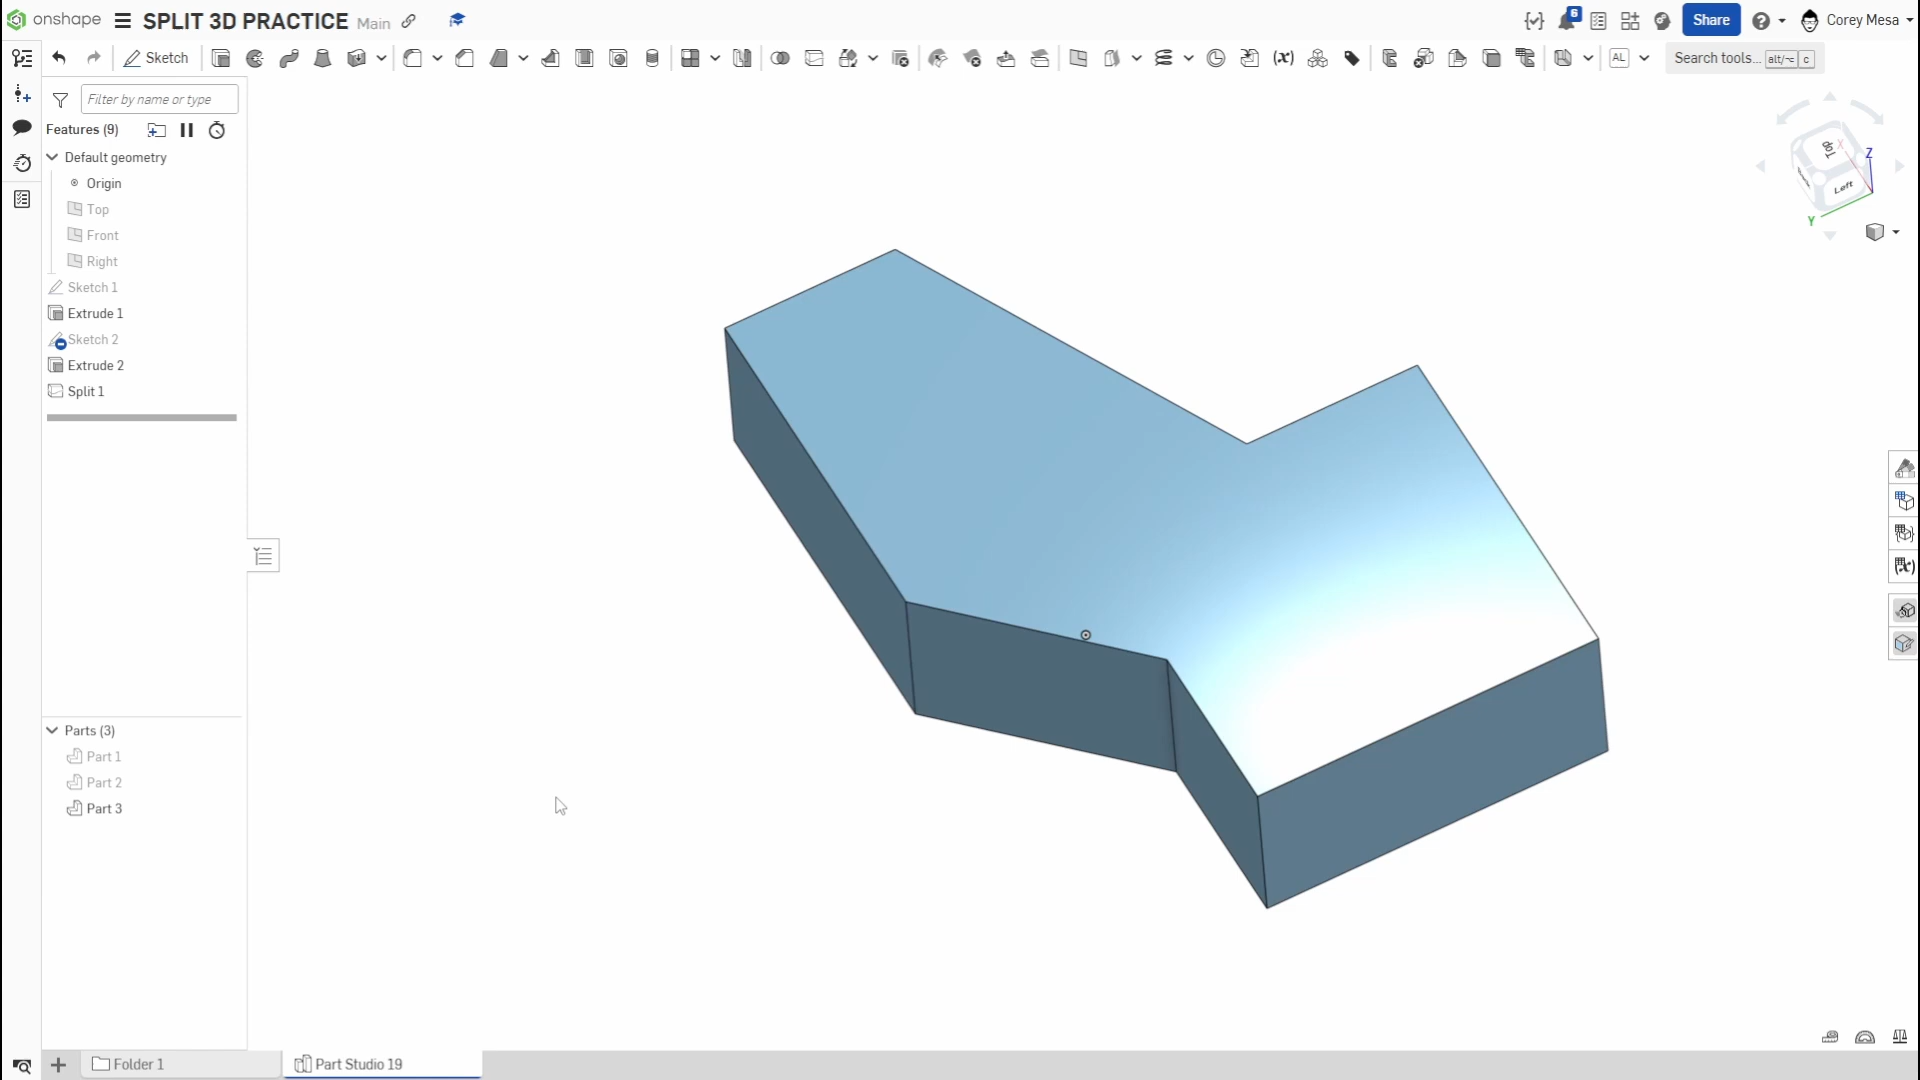 onshape SPLIT 3D PRACTICE Main 6 Share Corey Mesa
Sketch (x) AL Search tools... alt/⌥ c
Filter by name or type
Features (9)
Default geometry
Origin
Top
Front
Right
Sketch 1
Extrude 1
Sketch 2
Extrude 2
Split 1
Top
X
Z
Left
Y
(x)
Parts (3)
Part 1
Part 2
Part 3
Folder 1
Part Studio 19